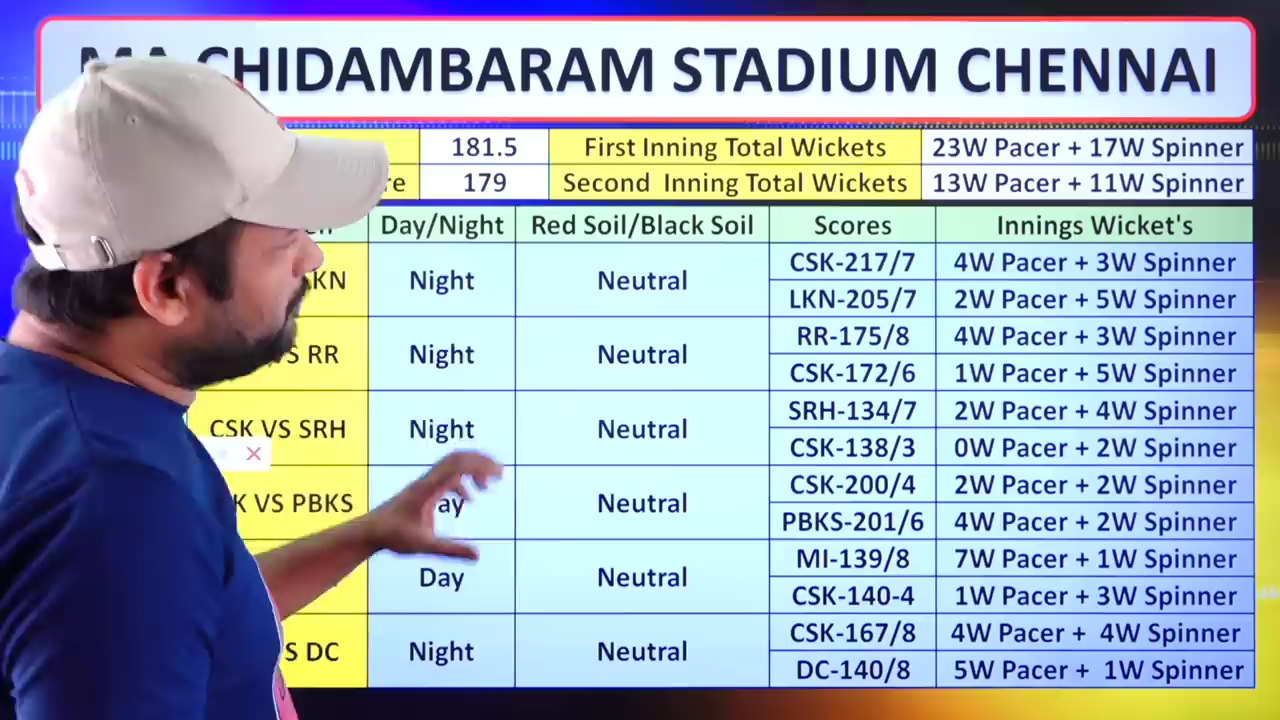 CHIDAMBARAM STADIUM CHENNAI
181.5 First Inning Total Wickets 23W Pacer + 17W Spinner
179 Second Inning Total Wickets 13W Pacer + 11W Spinner
Day/Night Red Soil/Black Soil Scores Innings Wicket's
Night Neutral CSK-217/7 4W Pacer + 3W Spinner
LKN-205/7 2W Pacer + 5W Spinner
RR Night Neutral RR-175/8 4W Pacer + 3W Spinner
CSK-172/6 1W Pacer + 5W Spinner
CSK VS SRH Night Neutral SRH-134/7 2W Pacer + 4W Spinner
CSK-138/3 0W Pacer + 2W Spinner
VS PBKS Neutral CSK-200/4 2W Pacer + 2W Spinner
PBKS-201/6 4W Pacer + 2W Spinner
Day Neutral MI-139/8 7W Pacer + 1W Spinner
CSK-140-4 1W Pacer + 3W Spinner
DC Night Neutral CSK-167/8 4W Pacer + 4W Spinner
DC-140/8 5W Pacer + 1W Spinner